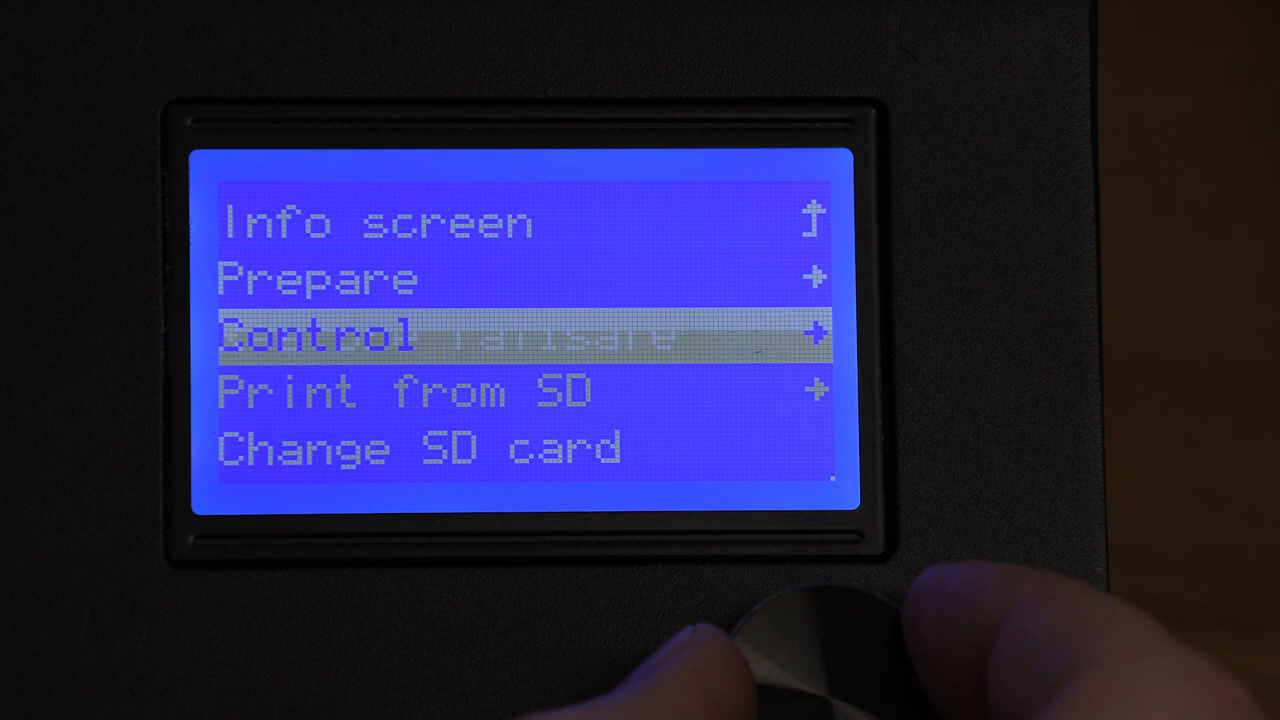 Info screen
Prepare
Control
Print from SD
Change SD card